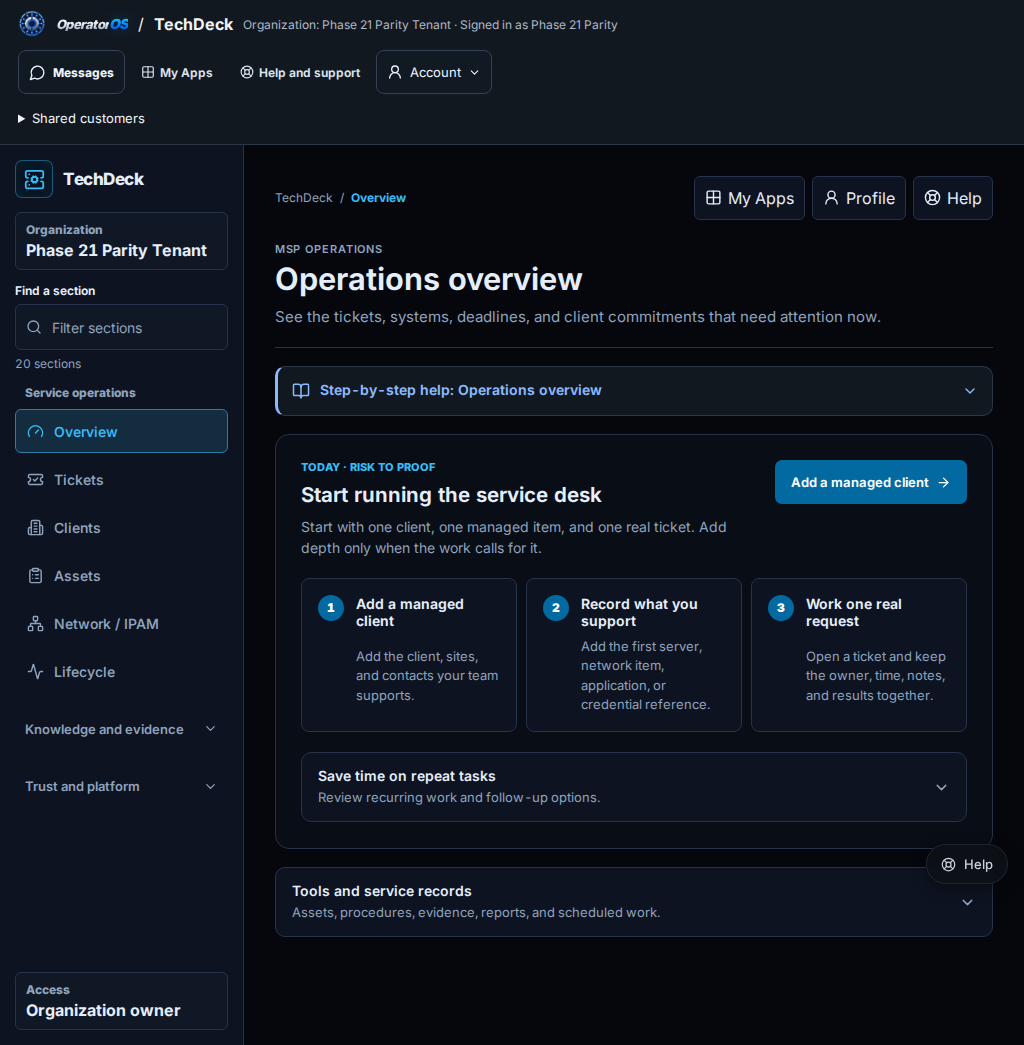 OperatorOS / TechDeck Organization: Phase 21 Parity Tenant · Signed in as Phase 21 Parity
Messages My Apps Help and support Account
Shared customers
TechDeck
Organization
Phase 21 Parity Tenant
Find a section
Filter sections
20 sections
Service operations
Overview
Tickets
Clients
Assets
Network / IPAM
Lifecycle
Knowledge and evidence
Trust and platform
Access
Organization owner
TechDeck / Overview
My Apps Profile Help
MSP OPERATIONS
Operations overview
See the tickets, systems, deadlines, and client commitments that need attention now.
Step-by-step help: Operations overview
TODAY · RISK TO PROOF
Start running the service desk
Start with one client, one managed item, and one real ticket. Add
depth only when the work calls for it.
Add a managed client
1 Add a managed
client
Add the client, sites,
and contacts your team
supports.
2 Record what you
support
Add the first server,
network item,
application, or
credential reference.
3 Work one real
request
Open a ticket and keep
the owner, time, notes,
and results together.
Save time on repeat tasks
Review recurring work and follow-up options.
Help
Tools and service records
Assets, procedures, evidence, reports, and scheduled work.